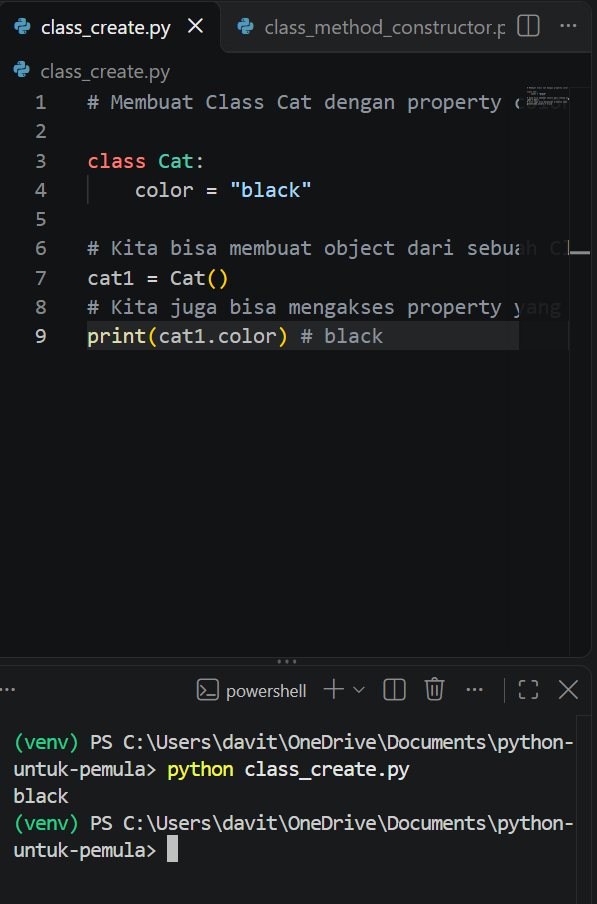 class_create.py
class_method_constructor.p
class_create.py
1 # Membuat Class Cat dengan property color
2
3 class Cat:
4 color = "black"
5
6 # Kita bisa membuat object dari sebuah Cl
7 cat1 = Cat()
8 # Kita juga bisa mengakses property yang
9 print(cat1.color) # black
powershell
(venv) PS C:\Users\davit\OneDrive\Documents\python-
untuk-pemula> python class_create.py
black
(venv) PS C:\Users\davit\OneDrive\Documents\python-
untuk-pemula>